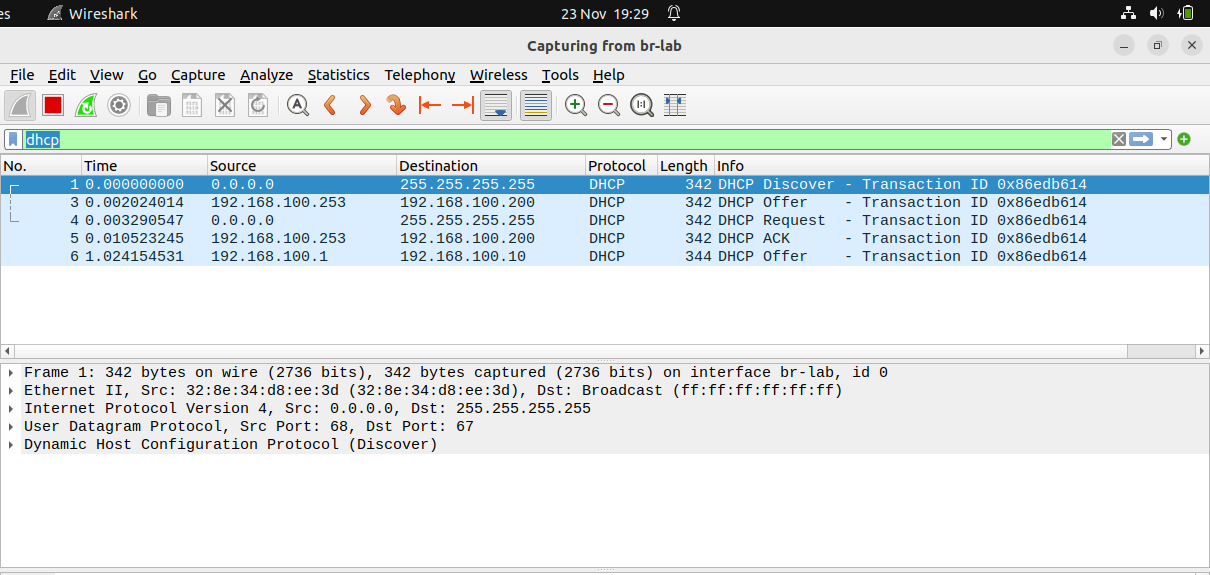 es Wireshark 23 Nov 19:29
Capturing from br-lab
File Edit View Go Capture Analyze Statistics Telephony Wireless Tools Help
dhcp
No. Time Source Destination Protocol Length Info
1 0.000000000 0.0.0.0 255.255.255.255 DHCP 342 DHCP Discover - Transaction ID 0x86edb614
3 0.002024014 192.168.100.253 192.168.100.200 DHCP 342 DHCP Offer - Transaction ID 0x86edb614
4 0.003290547 0.0.0.0 255.255.255.255 DHCP 342 DHCP Request - Transaction ID 0x86edb614
5 0.010523245 192.168.100.253 192.168.100.200 DHCP 342 DHCP ACK - Transaction ID 0x86edb614
6 1.024154531 192.168.100.1 192.168.100.10 DHCP 344 DHCP Offer - Transaction ID 0x86edb614
Frame 1: 342 bytes on wire (2736 bits), 342 bytes captured (2736 bits) on interface br-lab, id 0
Ethernet II, Src: 32:8e:34:d8:ee:3d (32:8e:34:d8:ee:3d), Dst: Broadcast (ff:ff:ff:ff:ff:ff)
Internet Protocol Version 4, Src: 0.0.0.0, Dst: 255.255.255.255
User Datagram Protocol, Src Port: 68, Dst Port: 67
Dynamic Host Configuration Protocol (Discover)